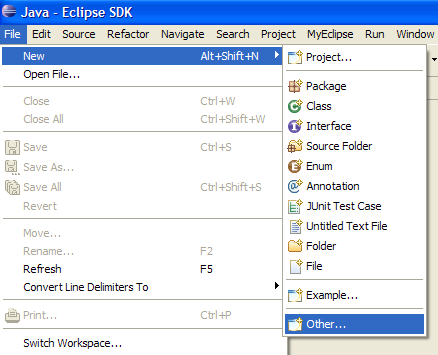 Java - Eclipse SDK
File Edit Source Refactor Navigate Search Project MyEclipse Run Window
New Alt+Shift+N
Open File...
Close Ctrl+W
Close All Ctrl+Shift+W
Save Ctrl+S
Save As...
Save All Ctrl+Shift+S
Revert
Move...
Rename... F2
Refresh F5
Convert Line Delimiters To
Print... Ctrl+P
Switch Workspace...
Project...
Package
Class
Interface
Source Folder
Enum
Annotation
JUnit Test Case
Untitled Text File
Folder
File
Example...
Other...